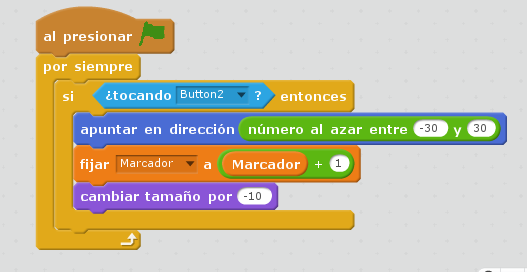 al presionar
por siempre
si ¿tocando Button2 ? entonces
apuntar en dirección número al azar entre -30 y 30
fijar Marcador a Marcador + 1
cambiar tamaño por -10